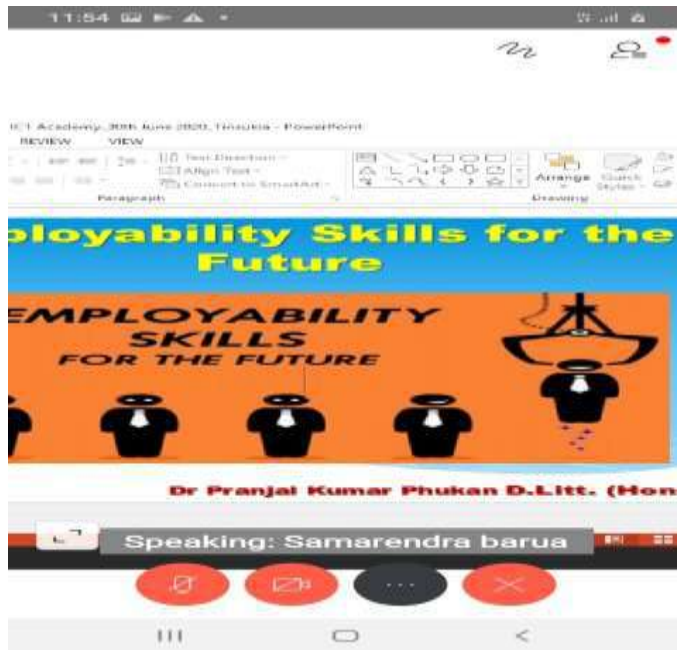 11:54
ICT Academy, 30th June 2020, Tinsukia - PowerPoint
REVIEW VIEW
Text Direction
Align Text
Convert to SmartArt
Arrange Quick
Styles
Paragraph Drawing
ployability Skills for the
Future
EMPLOYABILITY
SKILLS
FOR THE FUTURE
Dr Pranjal Kumar Phukan D.Litt. (Hon
Speaking: Samarendra barua